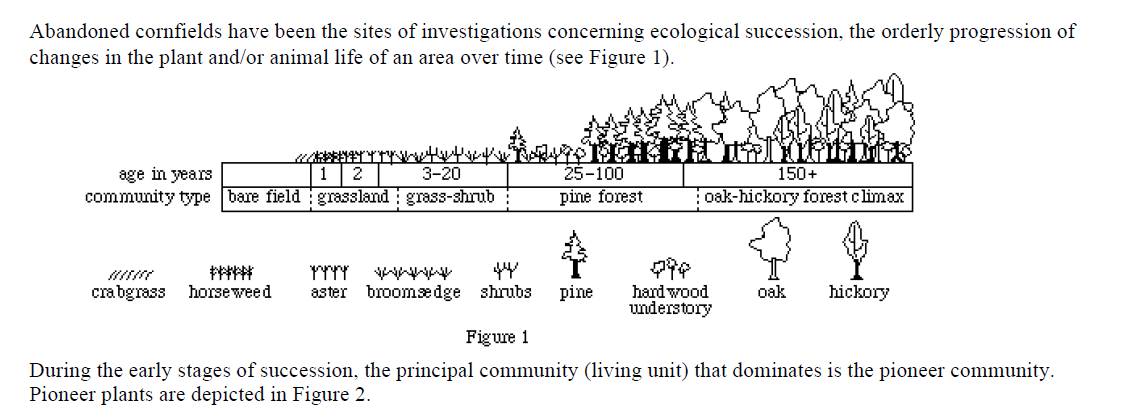 Abandoned cornfields have been the sites of investigations concerning ecological succession, the orderly progression of
changes in the plant and/or animal life of an area over time (see Figure 1).
age in years 1 2 3-20 25-100 150+
community type bare field grassland grass-shrub pine forest oak-hickory forest climax
crabgrass horseweed aster broomsedge shrubs pine hardwood oak hickory
understory
Figure 1
During the early stages of succession, the principal community (living unit) that dominates is the pioneer community.
Pioneer plants are depicted in Figure 2.